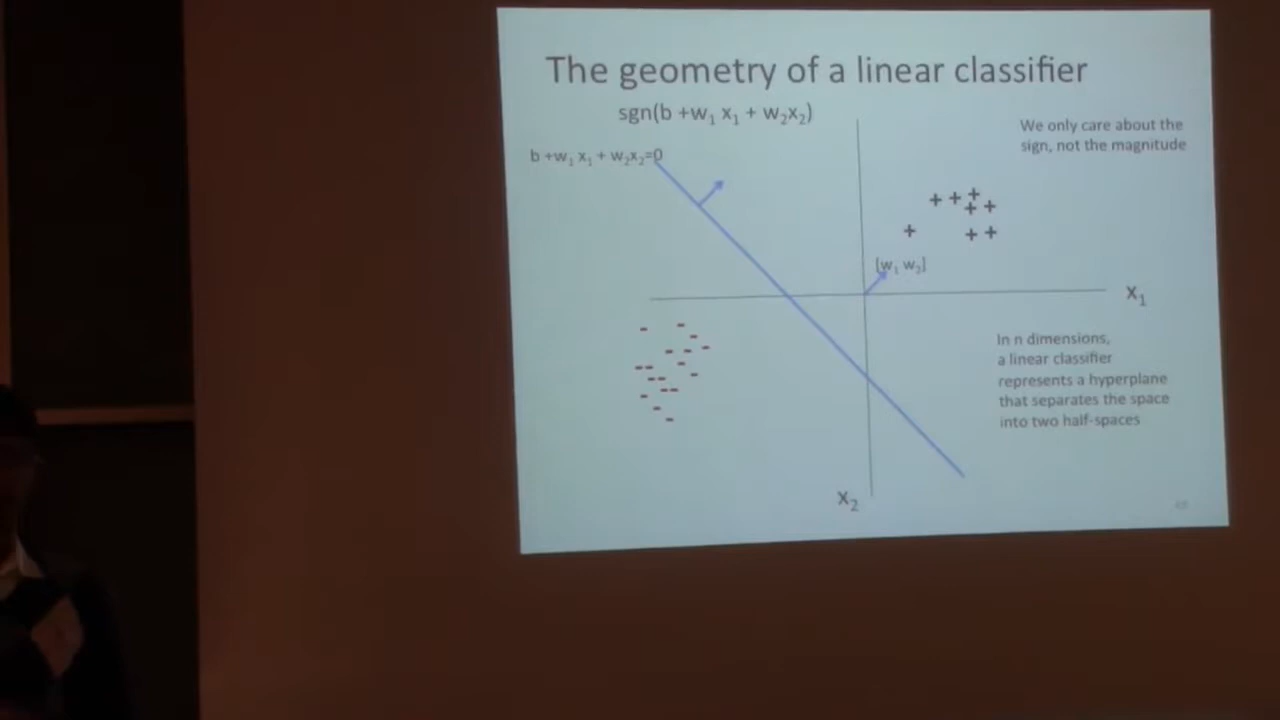 The geometry of a linear classifier
sgn(b +w₁ x₁ + w₂x₂)
We only care about the
sign, not the magnitude
b +w₁ x₁ + w₂x₂=0
[w₁ w₂]
x₁
In n dimensions,
a linear classifier
represents a hyperplane
that separates the space
into two half-spaces
x₂